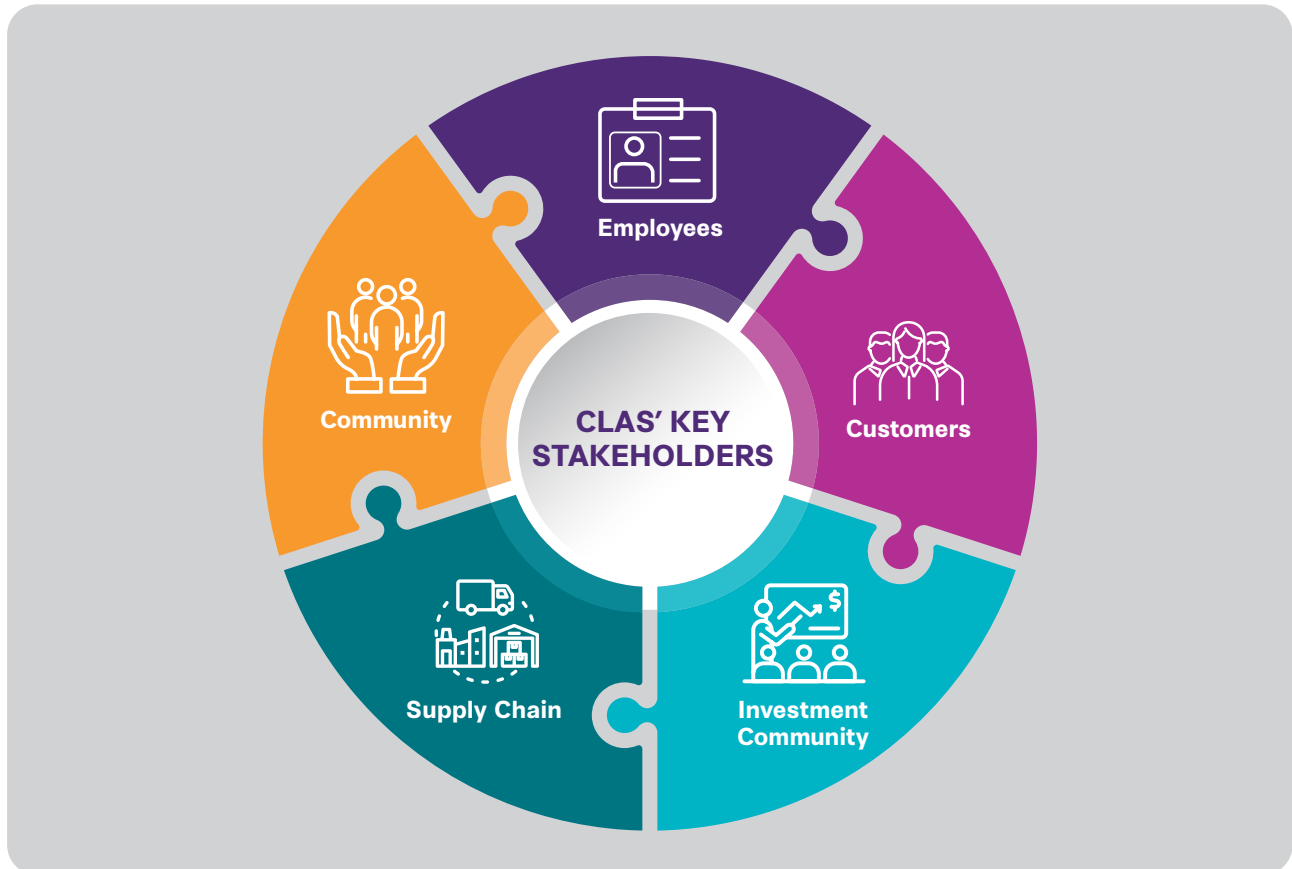 Employees
Customers
Investment
Community
Supply Chain
Community
CLAS’ KEY
STAKEHOLDERS
$